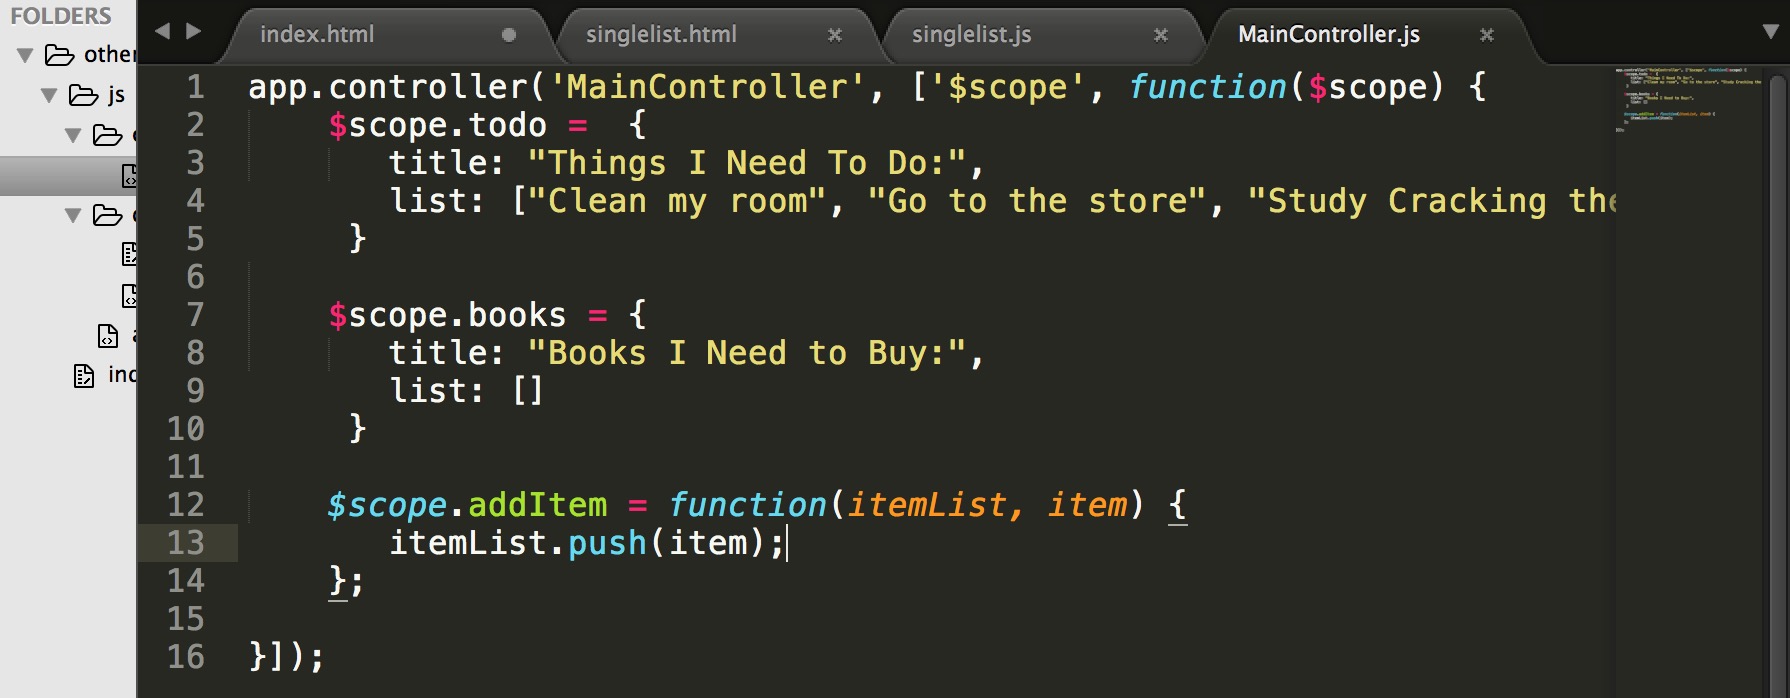 FOLDERS
index.html
singlelist.html
singlelist.js
MainController.js
other
js
1 app.controller('MainController', ['$scope', function($scope) {
2 $scope.todo = {
3 title: "Things I Need To Do:",
4 list: ["Clean my room", "Go to the store", "Study Cracking the
5 }
6
7 $scope.books = {
8 title: "Books I Need to Buy:",
9 list: []
10 }
11
12 $scope.addItem = function(itemList, item) {
13 itemList.push(item);
14 };
15
16 }]);